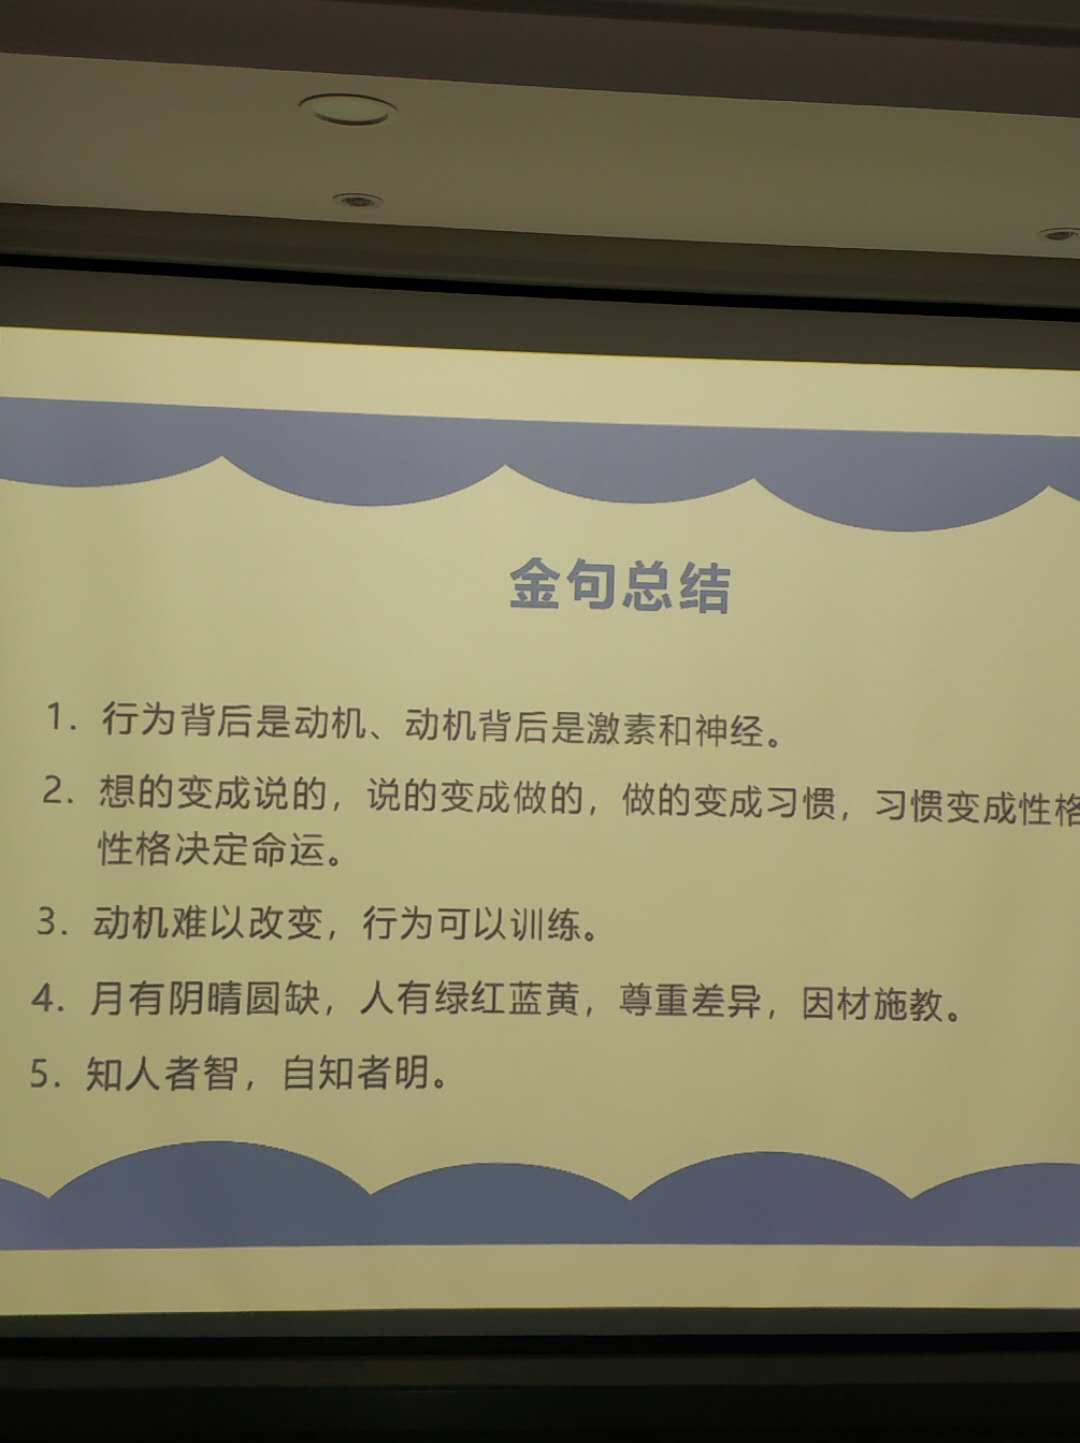 金句总结
1. 行为背后是动机、动机背后是激素和神经。
2. 想的变成说的，说的变成做的，做的变成习惯，习惯变成性格
性格决定命运。
3. 动机难以改变，行为可以训练。
4. 月有阴晴圆缺，人有绿红蓝黄，尊重差异，因材施教。
5. 知人者智，自知者明。